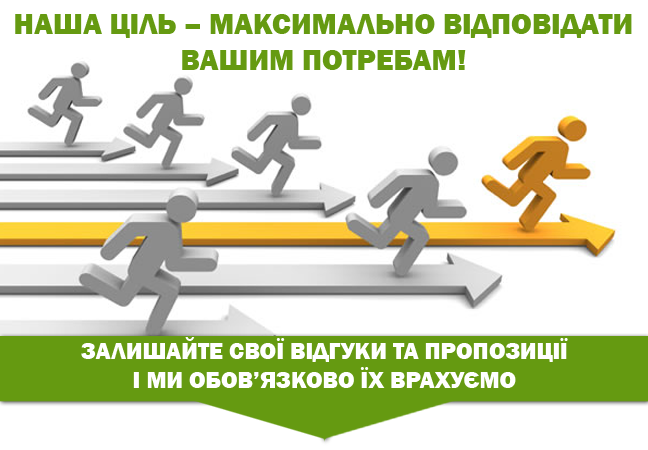 НАША ЦІЛЬ – МАКСИМАЛЬНО ВІДПОВІДАТИ
ВАШИМ ПОТРЕБАМ!
ЗАЛИШАЙТЕ СВОЇ ВІДГУКИ ТА ПРОПОЗИЦІЇ
І МИ ОБОВ’ЯЗКОВО ЇХ ВРАХУЄМО